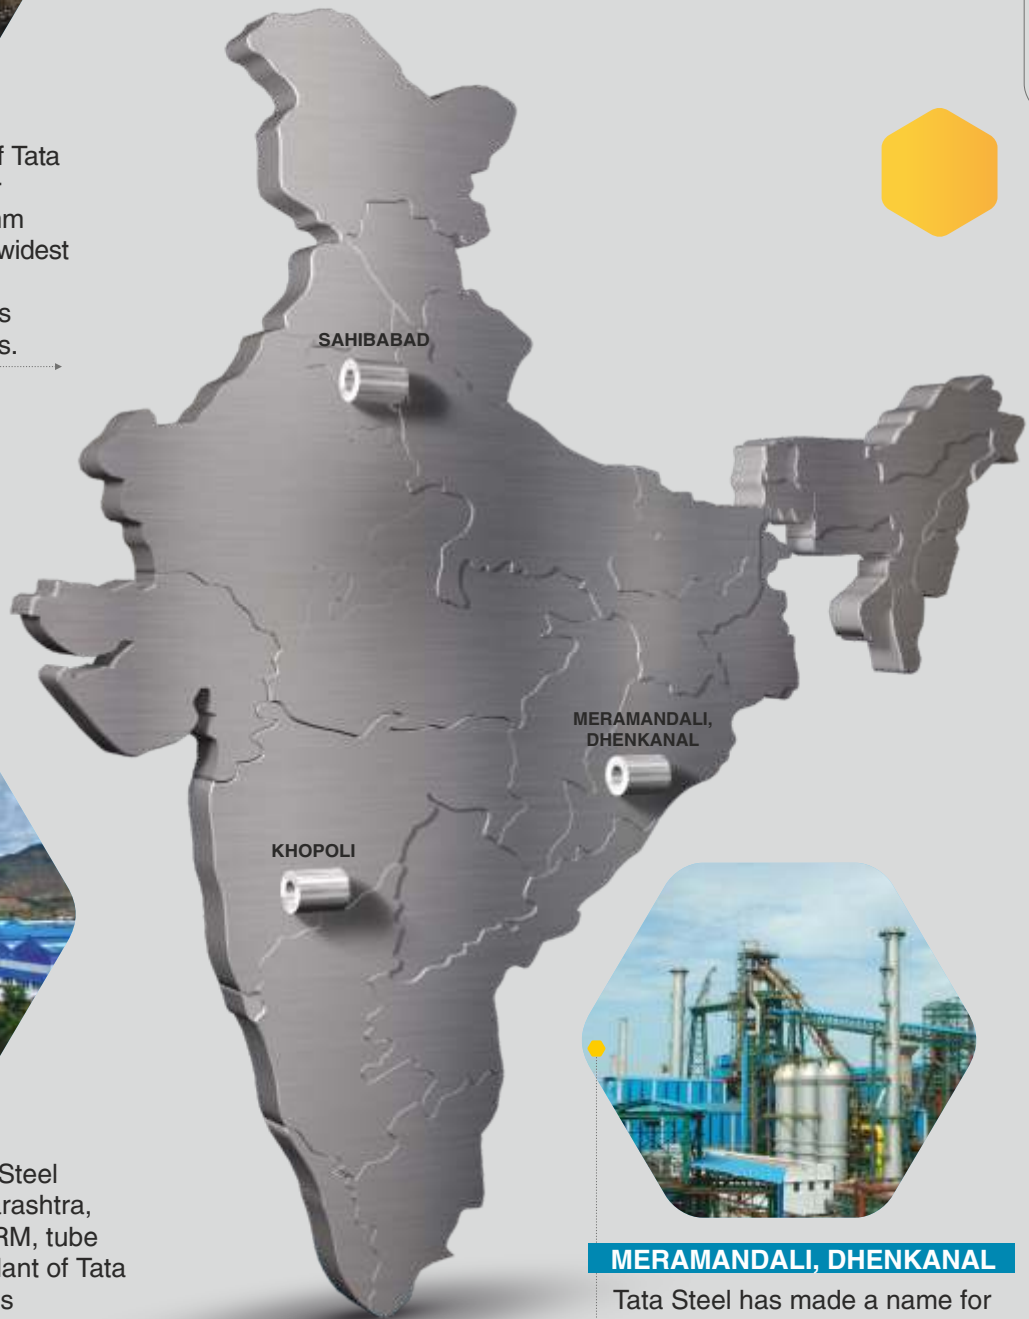 f Tata
widest
s
s.
SAHIBABAD
MERAMANDALI,
DHENKANAL
KHOPOLI
Steel
arashtra,
RM, tube
lant of Tata
s
MERAMANDALI, DHENKANAL
Tata Steel has made a name for